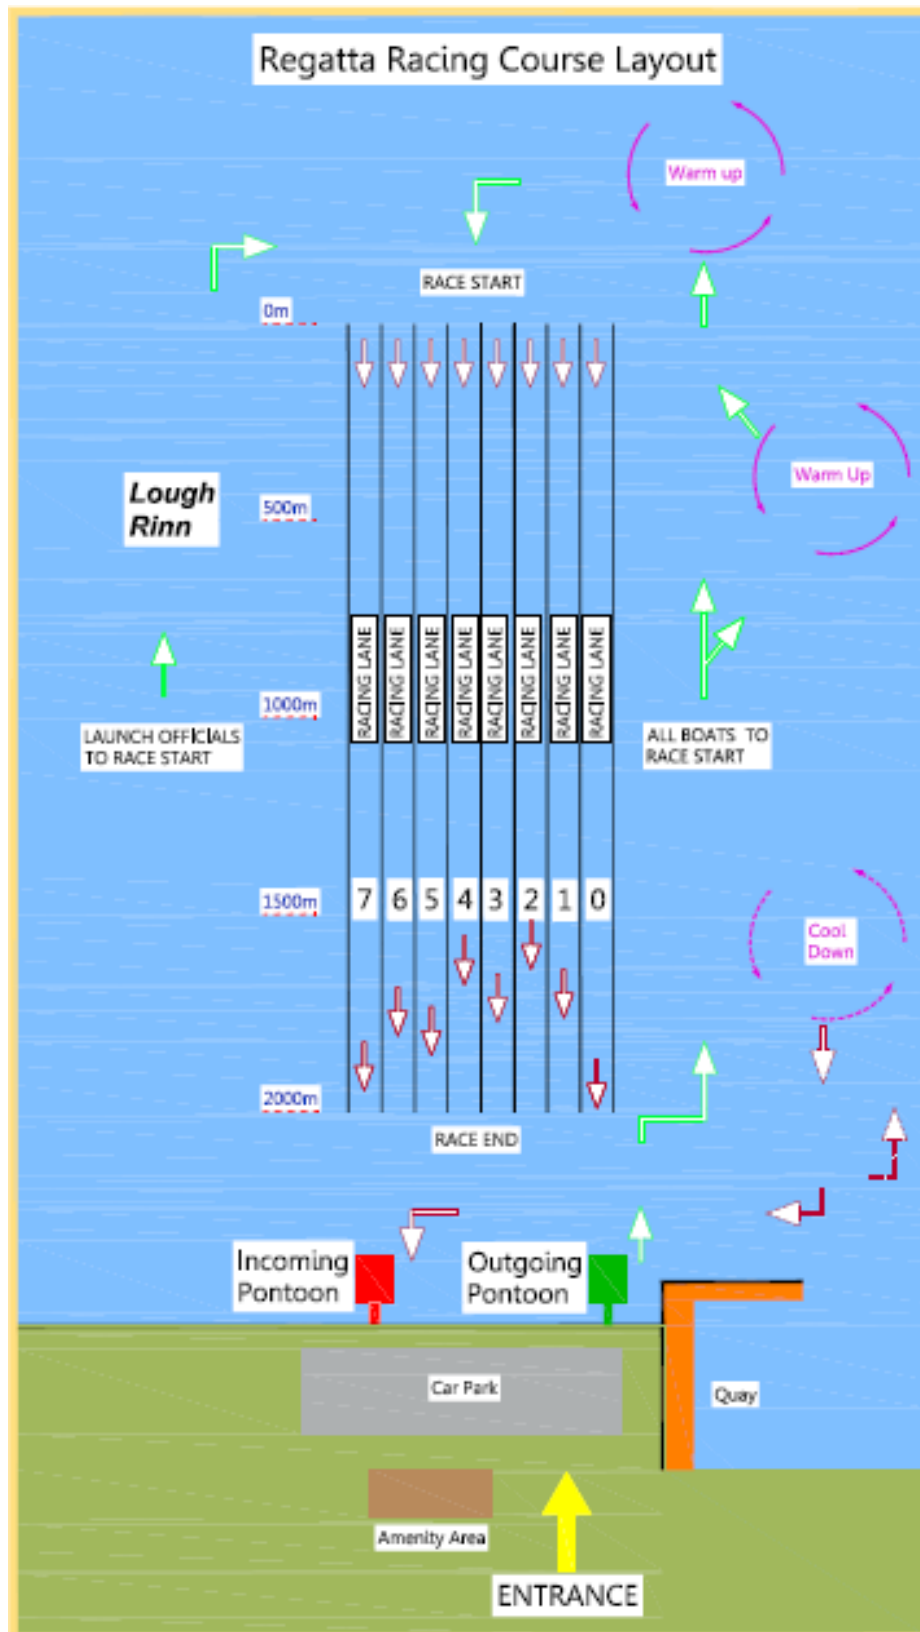 Regatta Racing Course Layout
Warm up
RACE START
0m
Warm Up
Lough
Rinn
500m
RACING LANE
RACING LANE
RACING LANE
RACING LANE
RACING LANE
RACING LANE
RACING LANE
RACING LANE
1000m
LAUNCH OFFICIALS
TO RACE START
ALL BOATS TO
RACE START
1500m
7 6 5 4 3 2 1 0
Cool
Down
2000m
RACE END
Incoming
Pontoon
Outgoing
Pontoon
Car Park
Quay
Amenity Area
ENTRANCE